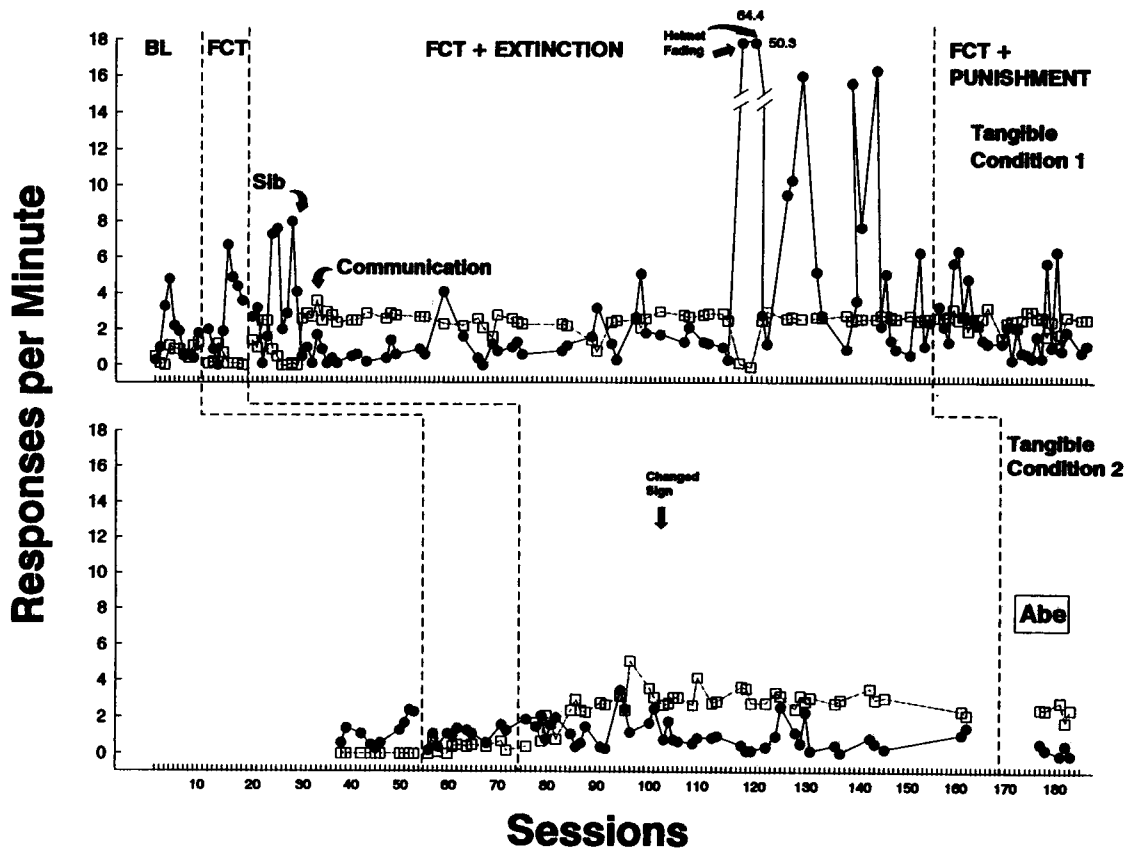 64.4
Helmet
Fading
50.3
BL
FCT
FCT + EXTINCTION
FCT +
PUNISHMENT
Tangible
Condition 1
Sib
Communication
18
16
14
12
10
8
6
4
2
0
Responses per Minute
Tangible
Condition 2
Changed
Sign
Abe
18
16
14
12
10
8
6
4
2
0
10 20 30 40 50 60 70 80 90 100 110 120 130 140 150 160 170 180
Sessions